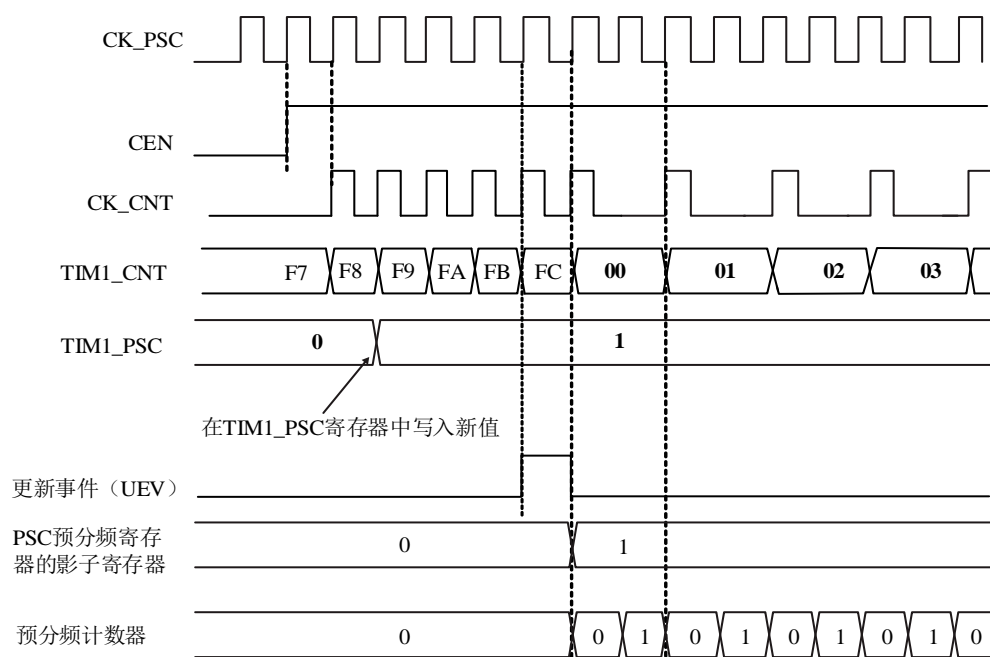 CK_PSC
CEN
CK_CNT
TIM1_CNT F7 F8 F9 FA FB FC 00 01 02 03
TIM1_PSC 0 1
在TIM1_PSC寄存器中写入新值
更新事件（UEV）
PSC预分频寄存
器的影子寄存器 0 1
预分频计数器 0 0 1 0 1 0 1 0 1 0